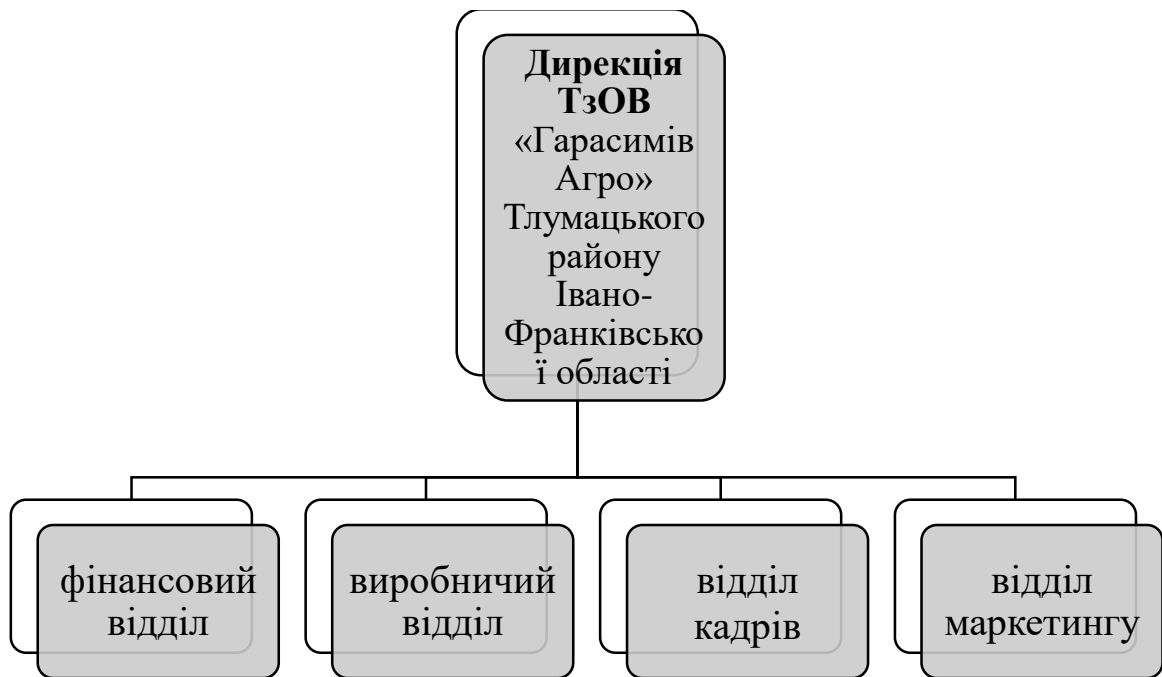 Дирекція
ТзОВ
«Гарасимів
Агро»
Тлумацького
району
Івано-
Франківсько
ї області
фінансовий
відділ
виробничий
відділ
відділ
кадрів
відділ
маркетингу